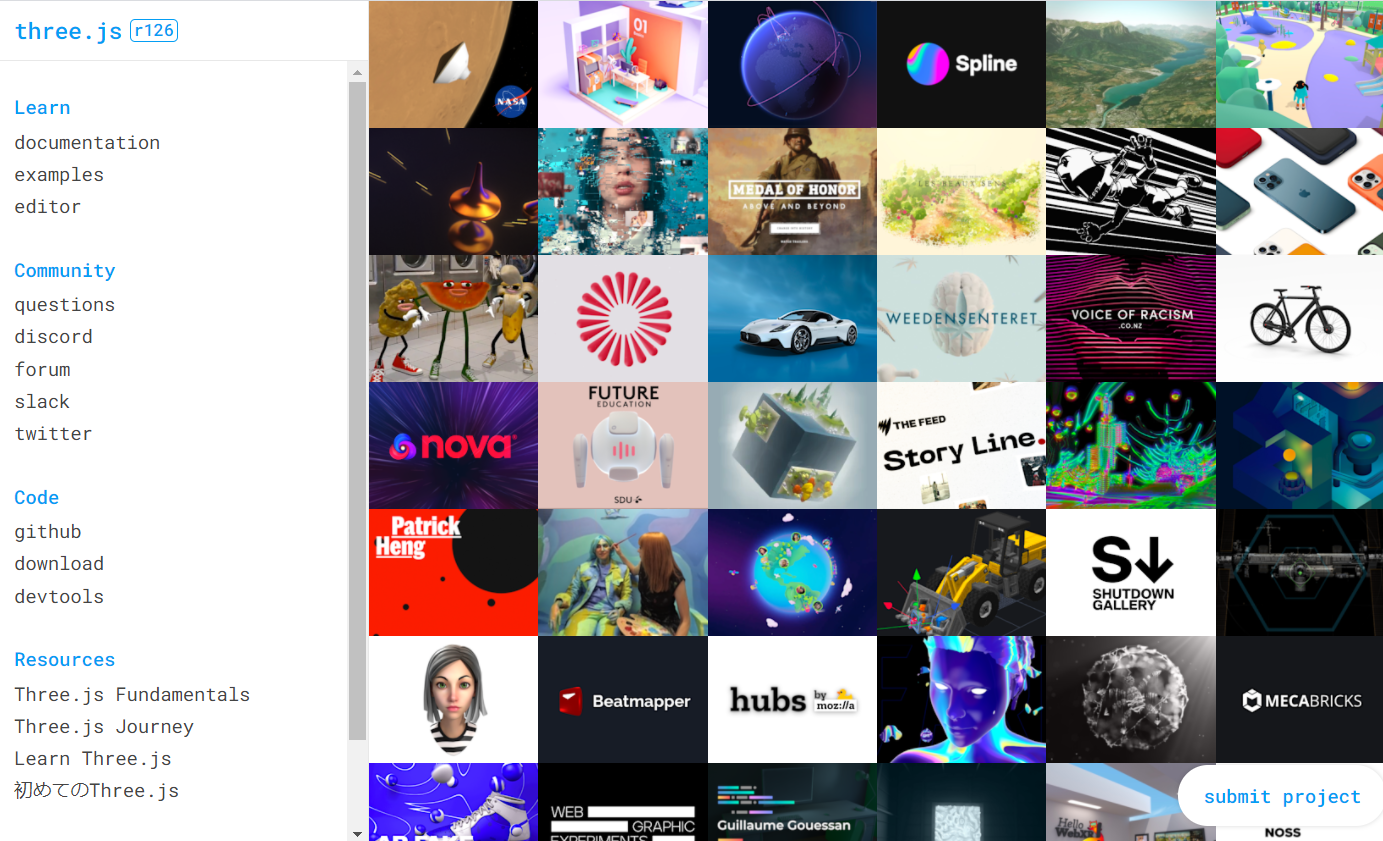 three.js r126
Learn
documentation
examples
editor
Community
questions
discord
forum
slack
twitter
Code
github
download
devtools
Resources
Three.js Fundamentals
Three.js Journey
Learn Three.js
初めてのThree.js
NASA
01
Spline
MEDAL OF HONOR
ABOVE AND BEYOND
LES BEAUX SENS
WEEDENSENTERET
VOICE OF RACISM
.CO.NZ
nova
FUTURE
EDUCATION
SDU
THE FEED
Story Line.
Patrick
Heng
S
SHUTDOWN
GALLERY
Beatmapper
hubs by
moz://a
MECABRICKS
WEB
GRAPHIC
EXPERIMENTS
Guillaume Gouessan
Hello
WebXR
submit project
NOSS